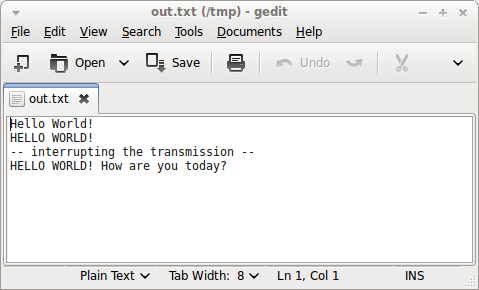 out.txt (/tmp) - gedit
File Edit View Search Tools Documents Help
Open Save Undo
out.txt
Hello World!
HELLO WORLD!
-- interrupting the transmission --
HELLO WORLD! How are you today?
Plain Text Tab Width: 8 Ln 1, Col 1 INS